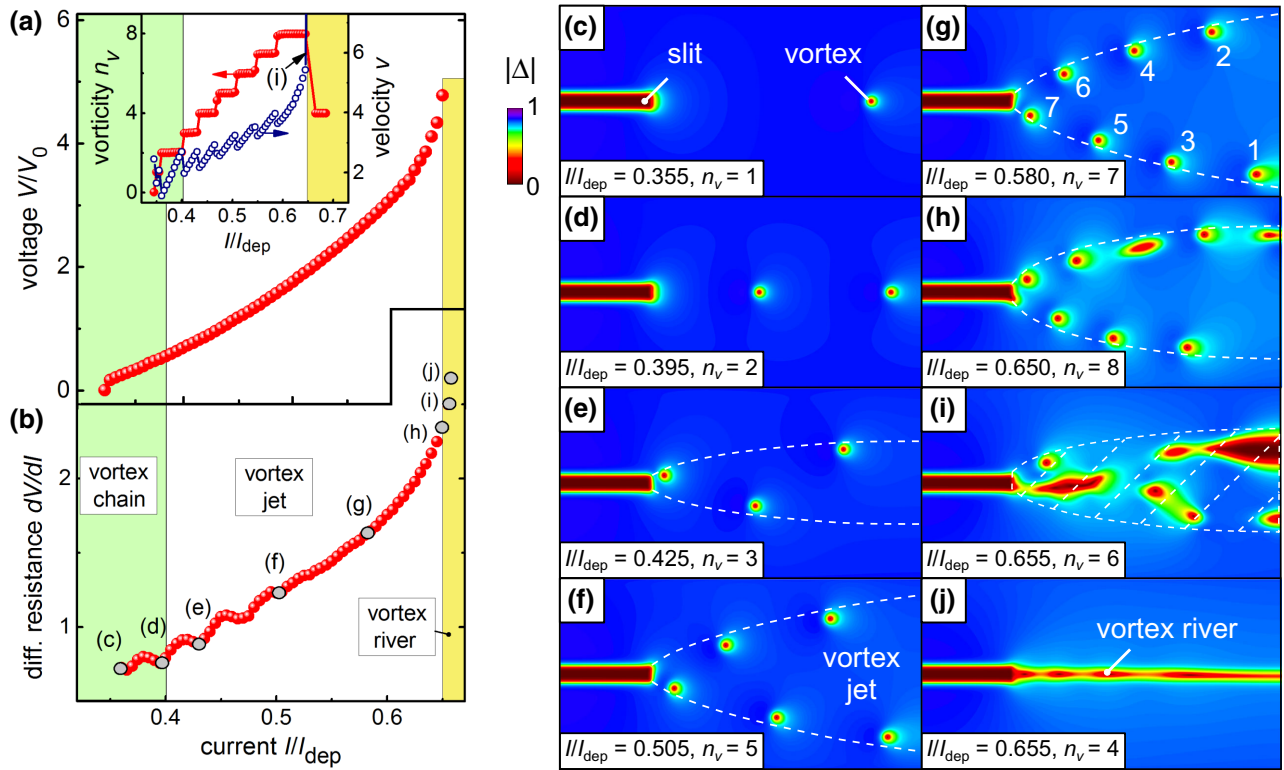 (a)
voltage V/V0
6
4
2
0
vorticity nv
8
4
0
velocity v
6
4
2
(i)
0.4 0.5 0.6 0.7
I/Idep
(b)
diff. resistance dV/dI
2
1
vortex
chain
vortex
jet
vortex
river
(c)
(d)
(e)
(f)
(g)
(h)
(i)
(j)
0.4 0.5 0.6
current I/Idep
|Δ|
1
0
(c)
slit
vortex
I/Idep = 0.355, nv = 1
(d)
I/Idep = 0.395, nv = 2
(e)
I/Idep = 0.425, nv = 3
(f)
vortex
jet
I/Idep = 0.505, nv = 5
(g)
2
4
6
7
5
3
1
I/Idep = 0.580, nv = 7
(h)
I/Idep = 0.650, nv = 8
(i)
I/Idep = 0.655, nv = 6
(j)
vortex river
I/Idep = 0.655, nv = 4